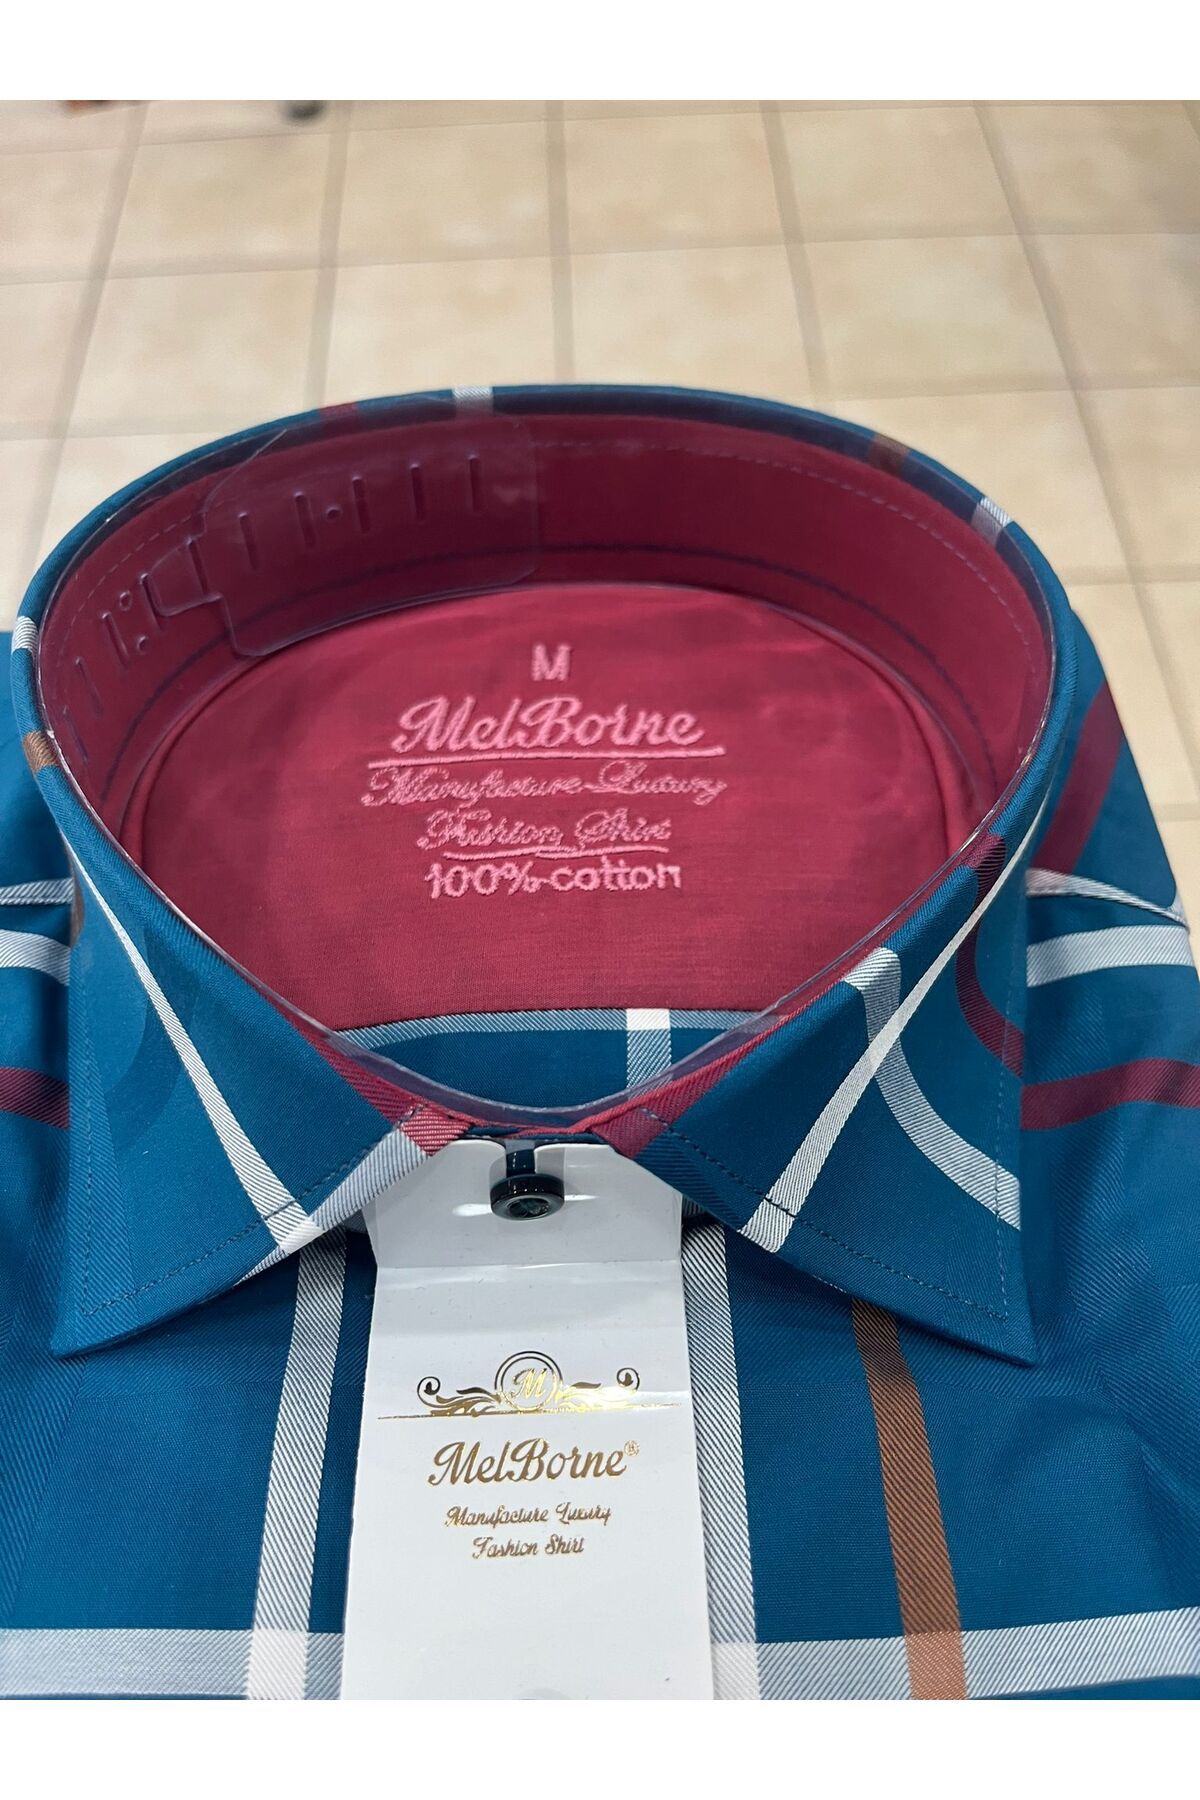 M
MelBorne
Manufacture-Luxury
Fashion Shirt
100%-cotton
M
MelBorne®
Manufacture Luxury
Fashion Shirt